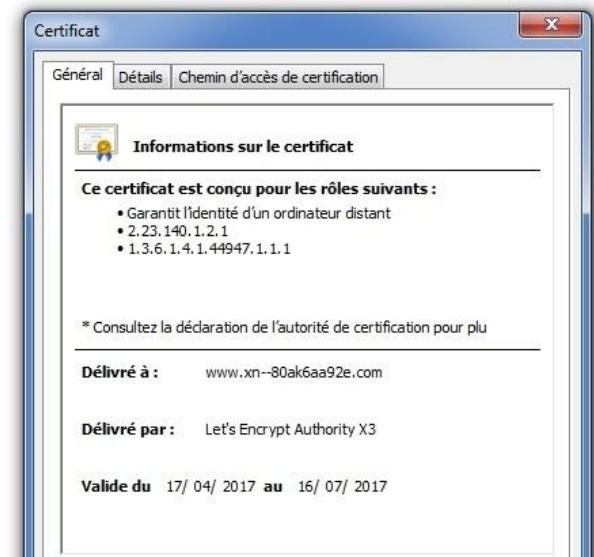 Certificat
Général Détails Chemin d'accès de certification
Informations sur le certificat
Ce certificat est conçu pour les rôles suivants :
• Garantit l'identité d'un ordinateur distant
• 2.23.140.1.2.1
• 1.3.6.1.4.1.44947.1.1.1
* Consultez la déclaration de l'autorité de certification pour plu
Délivré à : www.xn--80ak6aa92e.com
Délivré par : Let's Encrypt Authority X3
Valide du 17/ 04/ 2017 au 16/ 07/ 2017